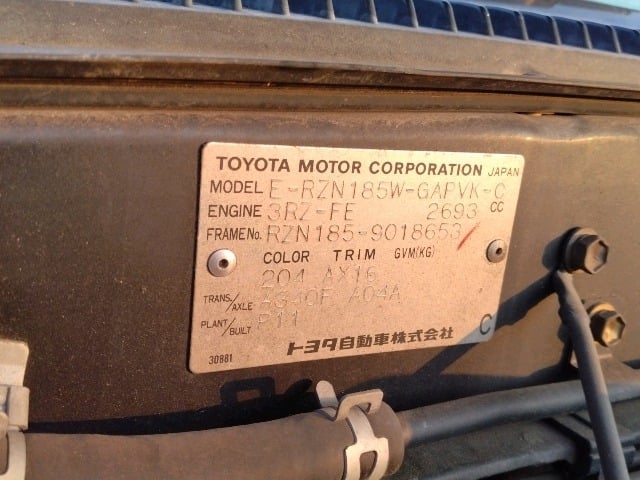 TOYOTA MOTOR CORPORATION JAPAN
MODEL E-RZN185W-GAPVK-C
ENGINE 3RZ-FE 2693 CC
FRAME No. RZN185-9018653
COLOR TRIM GVM(KG)
204 AX16
TRANS./AXLE A340F A04A
PLANT/BUILT P11
トヨタ自動車株式会社 C
30881